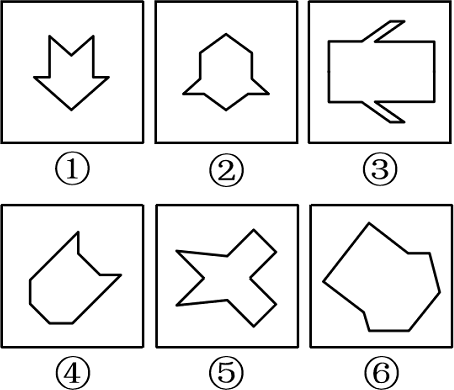 ① ② ③
④ ⑤ ⑥